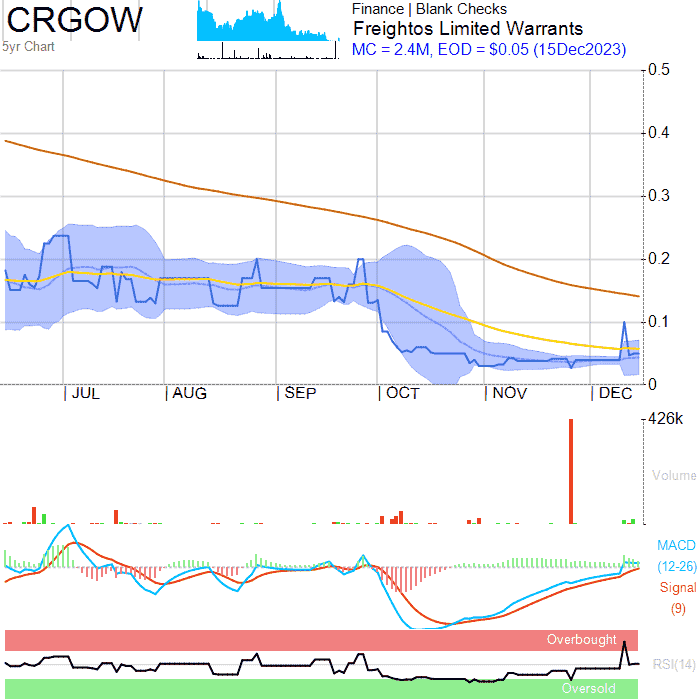 CRGOW
5yr Chart
Finance | Blank Checks
Freightos Limited Warrants
MC = 2.4M, EOD = $0.05 (15Dec2023)
0.5
0.4
0.3
0.2
0.1
0
JUL AUG SEP OCT NOV DEC
426k
Volume
MACD
(12-26)
Signal
(9)
Overbought
RSI(14)
Oversold